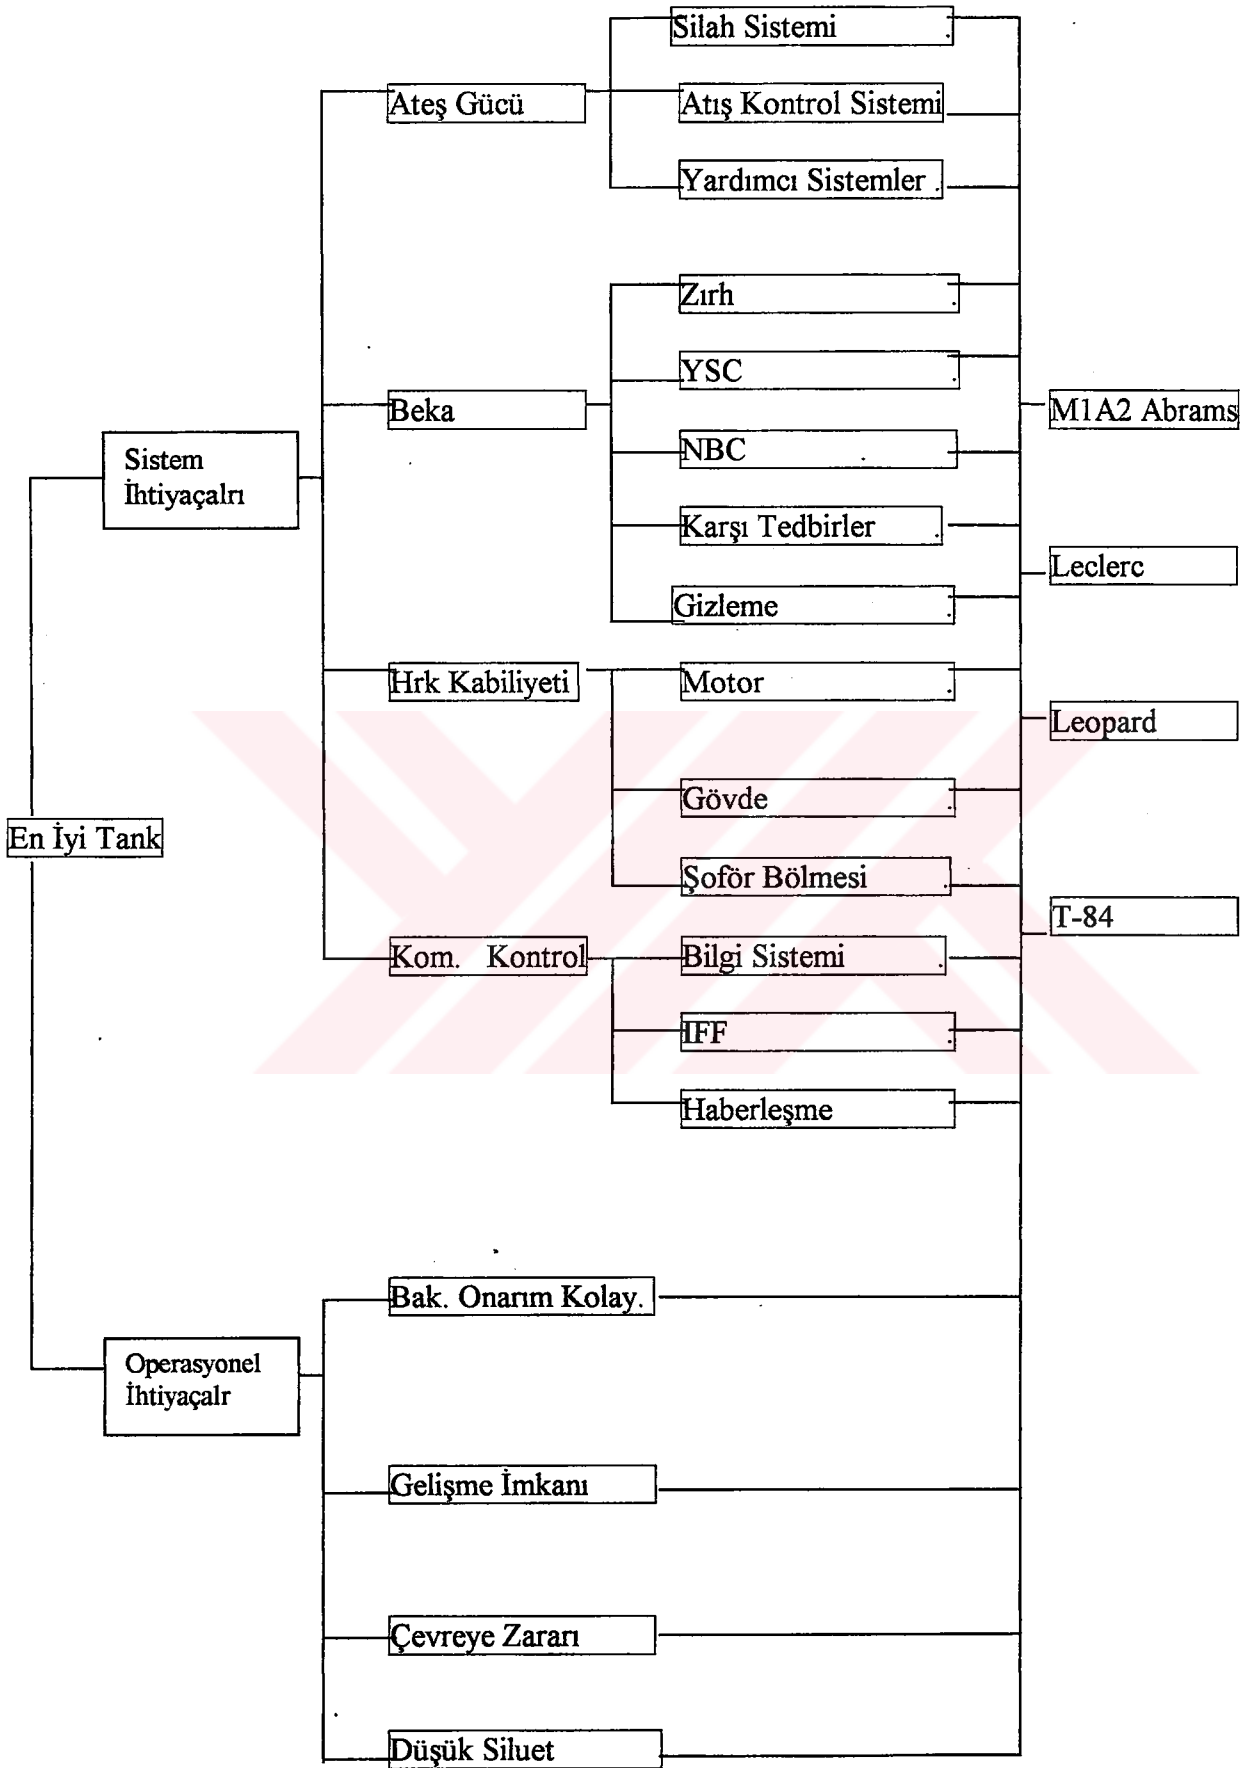 Silah Sistemi .
Ateş Gücü
Atış Kontrol Sistemi
Yardımcı Sistemler .
Zırh .
YSC .
Beka
M1A2 Abrams
NBC .
Sistem
İhtiyaçalrı
Karşı Tedbirler .
Leclerc
Gizleme .
Hrk Kabiliyeti
Motor .
Leopard
Gövde .
En İyi Tank
Şoför Bölmesi .
T-84
Kom. Kontrol
Bilgi Sistemi .
IFF .
Haberleşme
Bak. Onarım Kolay.
Operasyonel
İhtiyaçalr
Gelişme İmkanı
Çevreye Zararı
Düşük Siluet